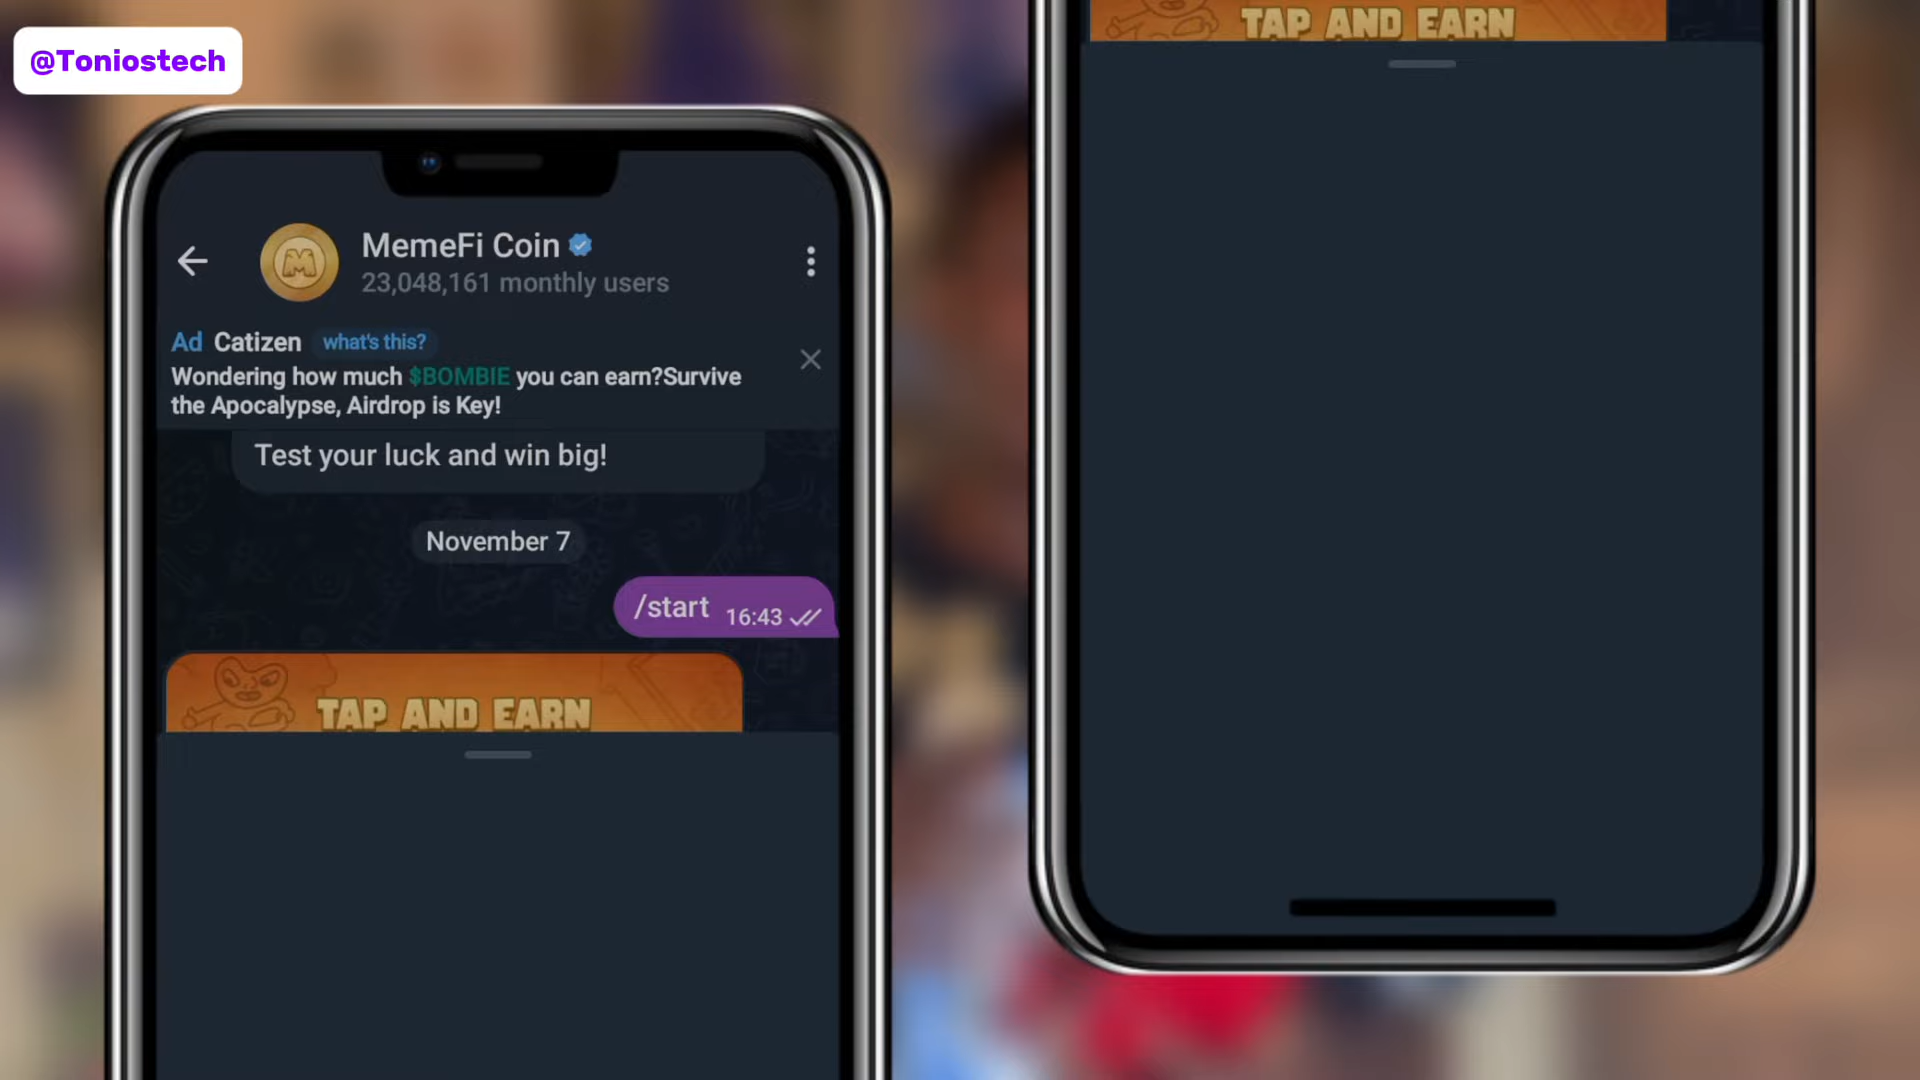 @Toniostech
MemeFi Coin
23,048,161 monthly users
Ad Catizen what's this?
Wondering how much $BOMBIE you can earn?Survive
the Apocalypse, Airdrop is Key!
Test your luck and win big!
November 7
/start 16:43
TAP AND EARN
TAP AND EARN